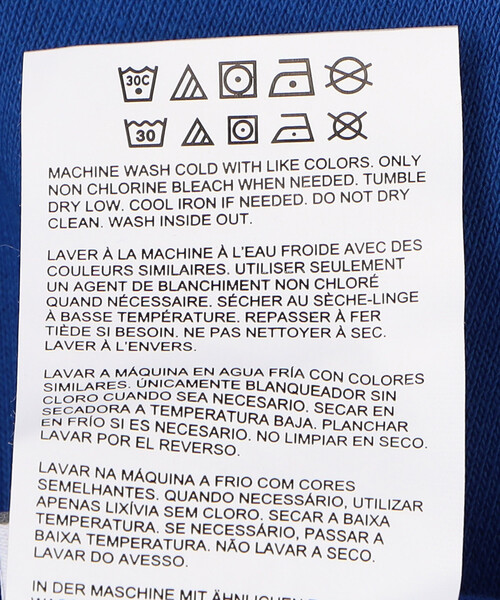 30C
30
MACHINE WASH COLD WITH LIKE COLORS. ONLY
NON CHLORINE BLEACH WHEN NEEDED. TUMBLE
DRY LOW. COOL IRON IF NEEDED. DO NOT DRY
CLEAN. WASH INSIDE OUT.
LAVER À LA MACHINE À L'EAU FROIDE AVEC DES
COULEURS SIMILAIRES. UTILISER SEULEMENT
UN AGENT DE BLANCHIMENT NON CHLORÉ
QUAND NÉCESSAIRE. SÉCHER AU SÈCHE-LINGE
À BASSE TEMPÉRATURE. REPASSER À FER
TIÈDE SI BESOIN. NE PAS NETTOYER À SEC.
LAVER À L'ENVERS.
LAVAR A MÁQUINA EN AGUA FRÍA CON COLORES
SIMILARES. ÚNICAMENTE BLANQUEADOR SIN
CLORO CUANDO SEA NECESARIO. SECAR EN
SECADORA A TEMPERATURA BAJA. PLANCHAR
EN FRÍO SI ES NECESARIO. NO LIMPIAR EN SECO.
LAVAR POR EL REVERSO.
LAVAR NA MÁQUINA A FRIO COM CORES
SEMELHANTES. QUANDO NECESSÁRIO, UTILIZAR
APENAS LIXÍVIA SEM CLORO. SECAR A BAIXA
TEMPERATURA. SE NECESSÁRIO, PASSAR A
BAIXA TEMPERATURA. NÃO LAVAR A SECO.
LAVAR DO AVESSO.
IN DER MASCHINE MIT ÄHNLICHEN